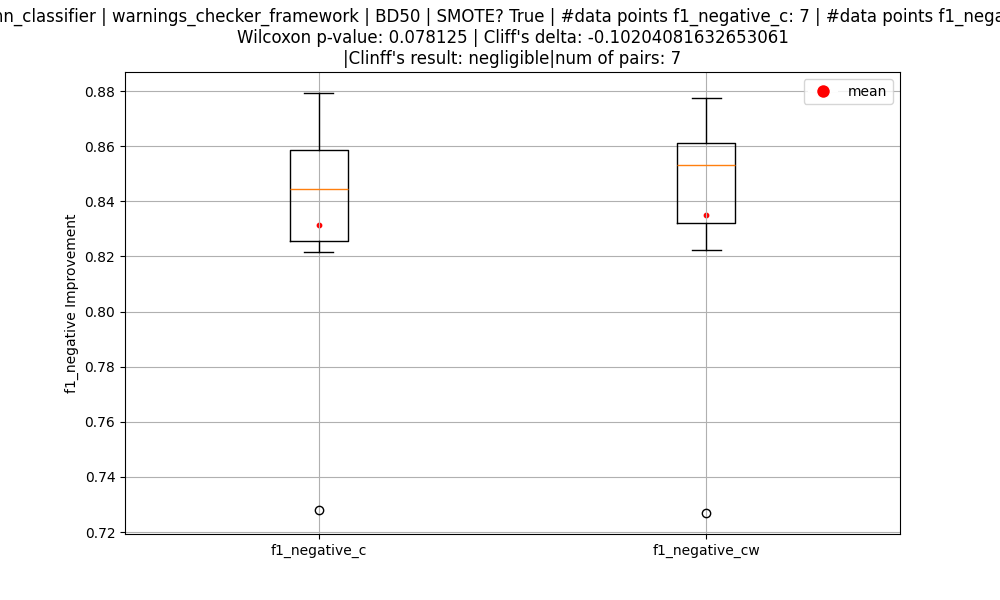 nn_classifier | warnings_checker_framework | BD50 | SMOTE? True | #data points f1_negative_c: 7 | #data points f1_nega
Wilcoxon p-value: 0.078125 | Cliff's delta: -0.10204081632653061
|Clinff's result: negligible|num of pairs: 7
mean
0.88
0.86
0.84
0.82
0.80
0.78
0.76
0.74
0.72
f1_negative Improvement
f1_negative_c
f1_negative_cw